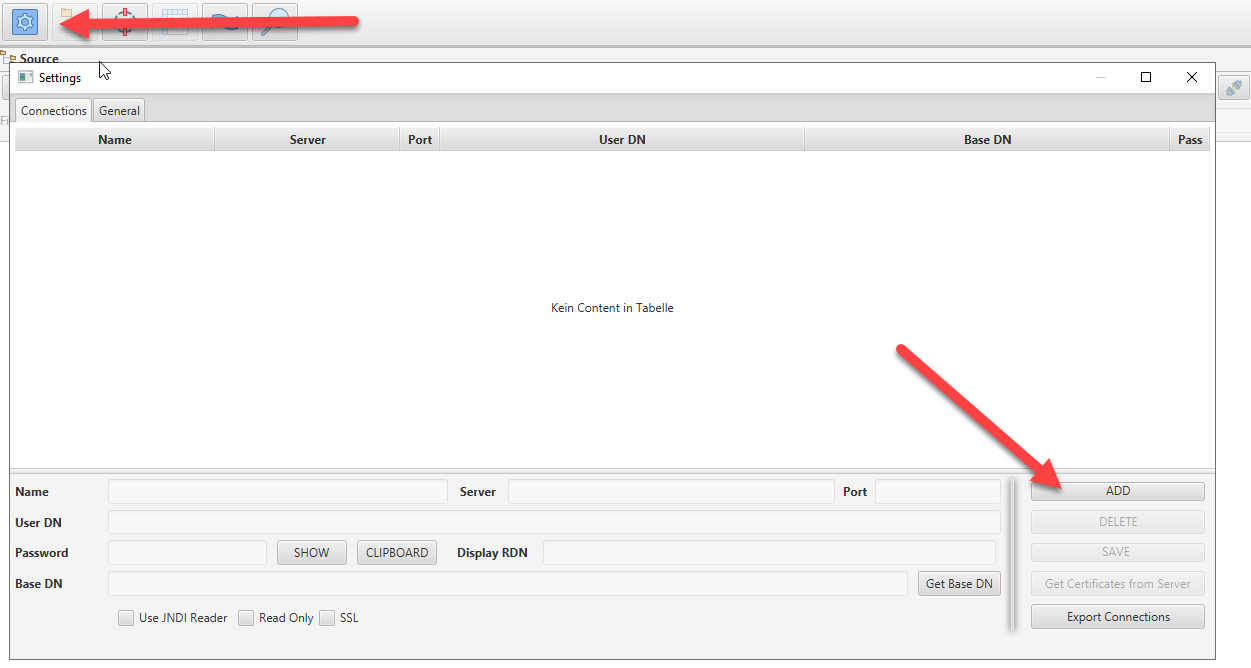 Source
Settings
Connections General
Name Server Port User DN Base DN Pass
Kein Content in Tabelle
Name Server Port ADD
User DN DELETE
Password SHOW CLIPBOARD Display RDN SAVE
Base DN Get Base DN Get Certificates from Server
Use JNDI Reader Read Only SSL Export Connections